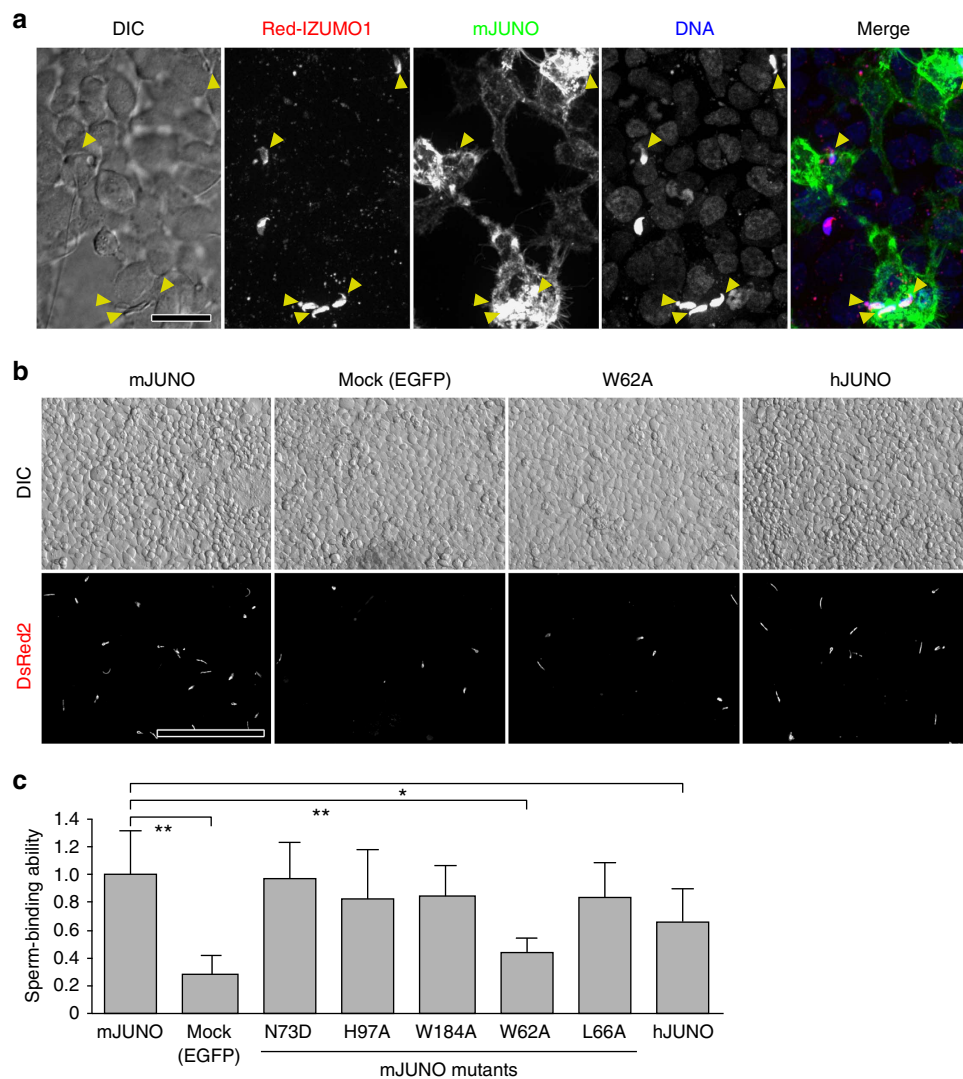 a
DIC Red-IZUMO1 mJUNO DNA Merge
b
mJUNO Mock (EGFP) W62A hJUNO
DIC
DsRed2
c
*
** **
Sperm-binding ability
1.4
1.2
1.0
0.8
0.6
0.4
0.2
0
mJUNO Mock (EGFP) N73D H97A W184A W62A L66A hJUNO
mJUNO mutants